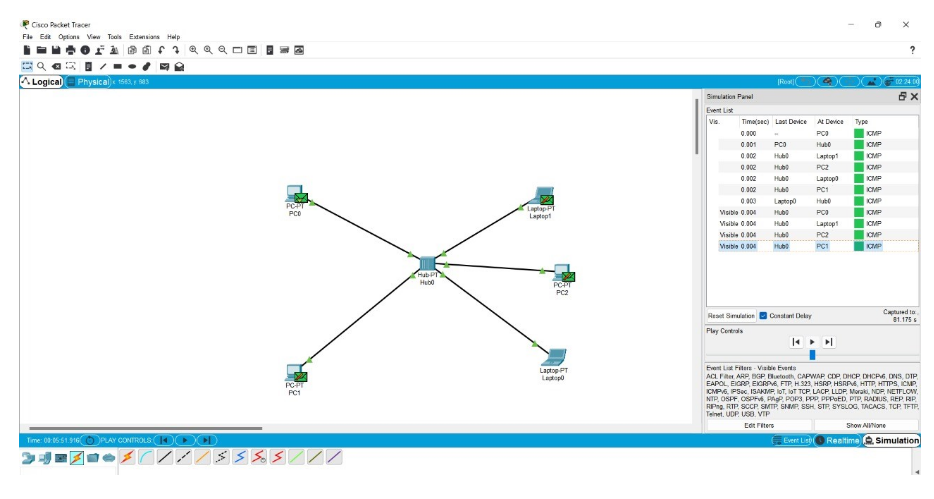 Cisco Packet Tracer
File Edit Options View Tools Extensions Help
?
Logical Physical x: 1563, y: 983
[Root] 02:24:00
Simulation Panel
Event List
Vis. Time(sec) Last Device At Device Type
0.000 -- PC0 ICMP
0.001 PC0 Hub0 ICMP
0.002 Hub0 Laptop1 ICMP
0.002 Hub0 PC2 ICMP
0.002 Hub0 Laptop0 ICMP
0.002 Hub0 PC1 ICMP
0.003 Laptop0 Hub0 ICMP
Visible 0.004 Hub0 PC0 ICMP
Visible 0.004 Hub0 Laptop1 ICMP
Visible 0.004 Hub0 PC2 ICMP
Visible 0.004 Hub0 PC1 ICMP
PC-PT
PC0
Laptop-PT
Laptop1
Hub-PT
Hub0
PC-PT
PC2
Laptop-PT
Laptop0
PC-PT
PC1
Reset Simulation Constant Delay
Captured to:
81.175 s
Play Controls
Event List Filters - Visible Events
ACL Filter, ARP, BGP, Bluetooth, CAPWAP, CDP, DHCP, DHCPv6, DNS, DTP,
EAPOL, EIGRP, EIGRPv6, FTP, H.323, HSRP, HSRPv6, HTTP, HTTPS, ICMP,
ICMPv6, IPSec, ISAKMP, IoT, IoT TCP, LACP, LLDP, Meraki, NDP, NETFLOW,
NTP, OSPF, OSPFv6, PAgP, POP3, PPP, PPPoED, PTP, RADIUS, REP, RIP,
RIPng, RTP, SCCP, SMTP, SNMP, SSH, STP, SYSLOG, TACACS, TCP, TFTP,
Telnet, UDP, USB, VTP
Edit Filters Show All/None
Time: 00:05:51.916 PLAY CONTROLS: Event List Realtime Simulation